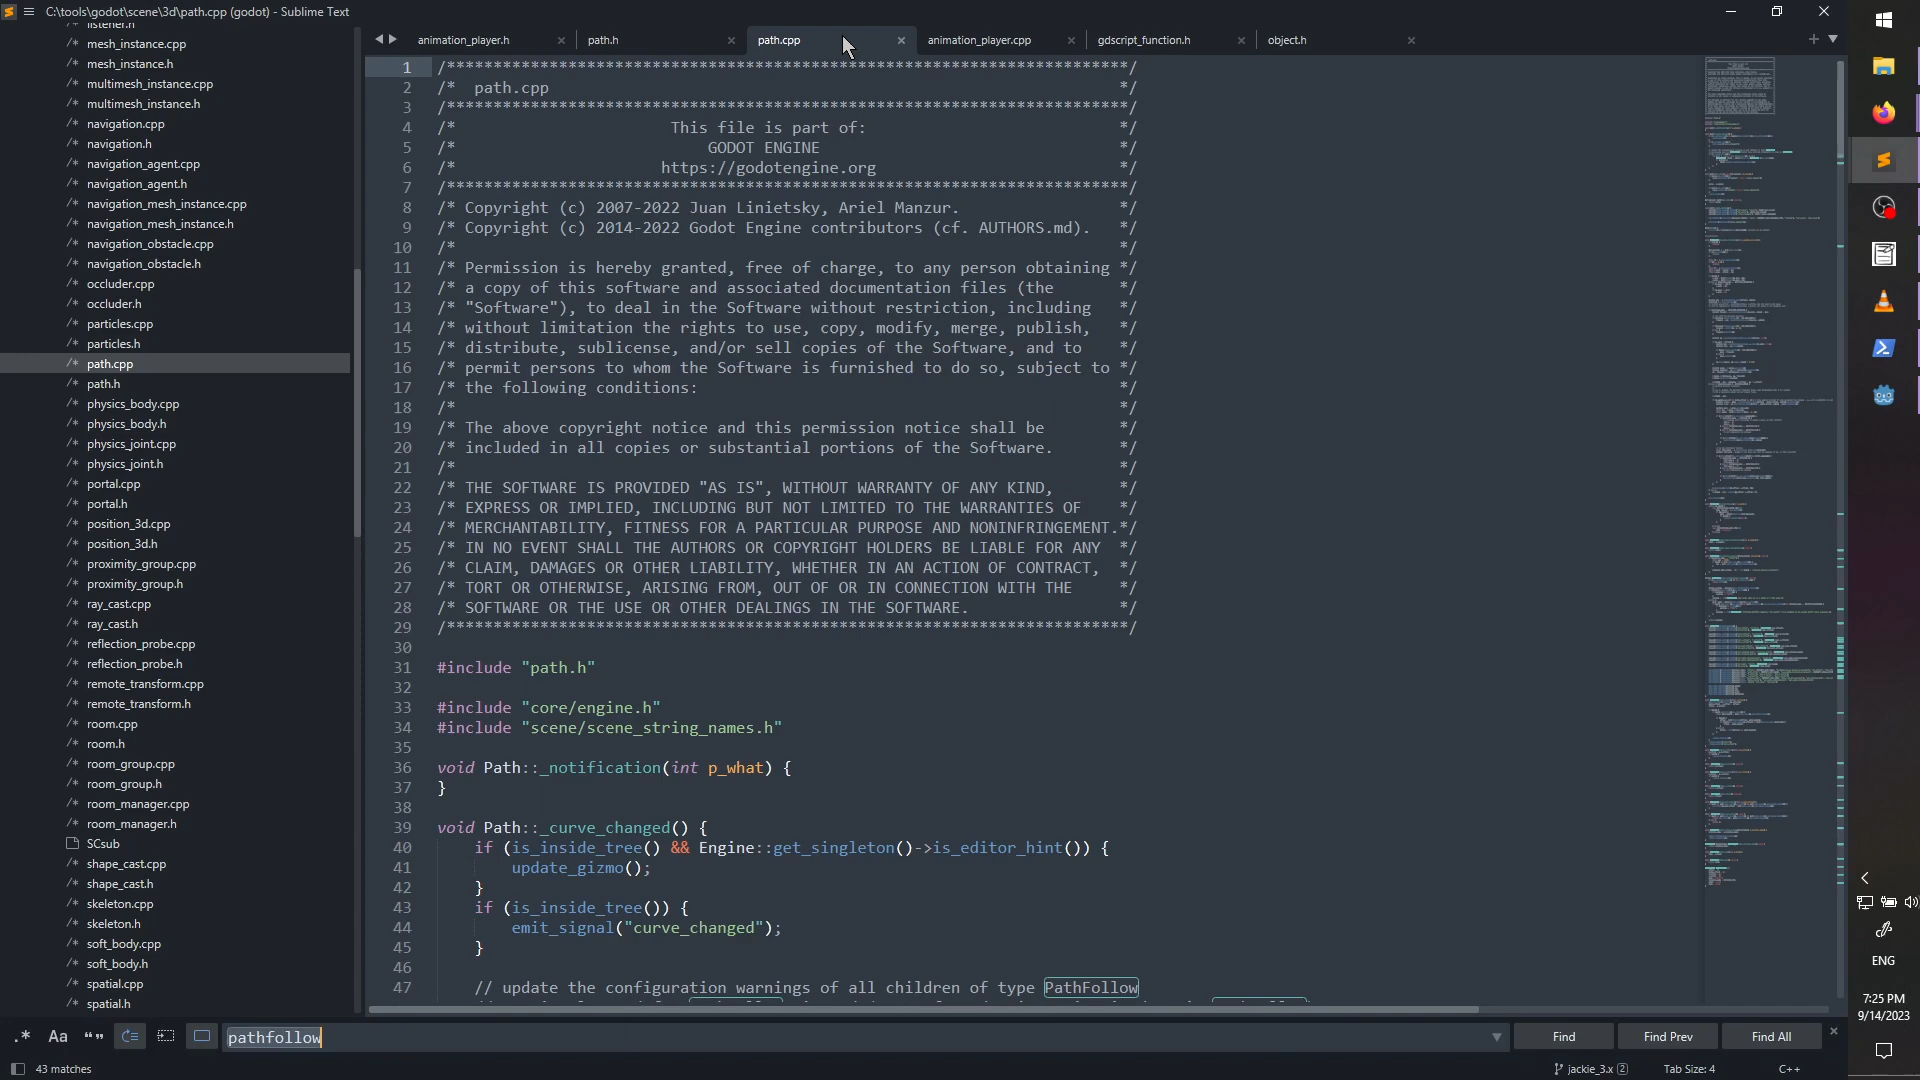 C:\tools\godot\scene\3d\path.cpp (godot) - Sublime Text
listener.h
/* mesh_instance.cpp
/* mesh_instance.h
/* multimesh_instance.cpp
/* multimesh_instance.h
/* navigation.cpp
/* navigation.h
/* navigation_agent.cpp
/* navigation_agent.h
/* navigation_mesh_instance.cpp
/* navigation_mesh_instance.h
/* navigation_obstacle.cpp
/* navigation_obstacle.h
/* occluder.cpp
/* occluder.h
/* particles.cpp
/* particles.h
/* path.cpp
/* path.h
/* physics_body.cpp
/* physics_body.h
/* physics_joint.cpp
/* physics_joint.h
/* portal.cpp
/* portal.h
/* position_3d.cpp
/* position_3d.h
/* proximity_group.cpp
/* proximity_group.h
/* ray_cast.cpp
/* ray_cast.h
/* reflection_probe.cpp
/* reflection_probe.h
/* remote_transform.cpp
/* remote_transform.h
/* room.cpp
/* room.h
/* room_group.cpp
/* room_group.h
/* room_manager.cpp
/* room_manager.h
SCsub
/* shape_cast.cpp
/* shape_cast.h
/* skeleton.cpp
/* skeleton.h
/* soft_body.cpp
/* soft_body.h
/* spatial.cpp
/* spatial.h
animation_player.h path.h path.cpp animation_player.cpp gdscript_function.h object.h
1 /*************************************************************************/
2 /*  path.cpp                                                             */
3 /*************************************************************************/
4 /*                       This file is part of:                           */
5 /*                           GODOT ENGINE                                */
6 /*                      https://godotengine.org                          */
7 /*************************************************************************/
8 /* Copyright (c) 2007-2022 Juan Linietsky, Ariel Manzur.                 */
9 /* Copyright (c) 2014-2022 Godot Engine contributors (cf. AUTHORS.md).   */
10 /*                                                                       */
11 /* Permission is hereby granted, free of charge, to any person obtaining */
12 /* a copy of this software and associated documentation files (the       */
13 /* "Software"), to deal in the Software without restriction, including   */
14 /* without limitation the rights to use, copy, modify, merge, publish,   */
15 /* distribute, sublicense, and/or sell copies of the Software, and to    */
16 /* permit persons to whom the Software is furnished to do so, subject to */
17 /* the following conditions:                                             */
18 /*                                                                       */
19 /* The above copyright notice and this permission notice shall be        */
20 /* included in all copies or substantial portions of the Software.       */
21 /*                                                                       */
22 /* THE SOFTWARE IS PROVIDED "AS IS", WITHOUT WARRANTY OF ANY KIND,       */
23 /* EXPRESS OR IMPLIED, INCLUDING BUT NOT LIMITED TO THE WARRANTIES OF    */
24 /* MERCHANTABILITY, FITNESS FOR A PARTICULAR PURPOSE AND NONINFRINGEMENT.*/
25 /* IN NO EVENT SHALL THE AUTHORS OR COPYRIGHT HOLDERS BE LIABLE FOR ANY  */
26 /* CLAIM, DAMAGES OR OTHER LIABILITY, WHETHER IN AN ACTION OF CONTRACT,  */
27 /* TORT OR OTHERWISE, ARISING FROM, OUT OF OR IN CONNECTION WITH THE     */
28 /* SOFTWARE OR THE USE OR OTHER DEALINGS IN THE SOFTWARE.                */
29 /*************************************************************************/
30
31 #include "path.h"
32
33 #include "core/engine.h"
34 #include "scene/scene_string_names.h"
35
36 void Path::_notification(int p_what) {
37 }
38
39 void Path::_curve_changed() {
40 if (is_inside_tree() && Engine::get_singleton()->is_editor_hint()) {
41 update_gizmo();
42 }
43 if (is_inside_tree()) {
44 emit_signal("curve_changed");
45 }
46
47 // update the configuration warnings of all children of type PathFollow
.* Aa "" pathfollow Find Find Prev Find All
43 matches jackie_3.x 2 Tab Size: 4 C++
ENG
7:25 PM
9/14/2023